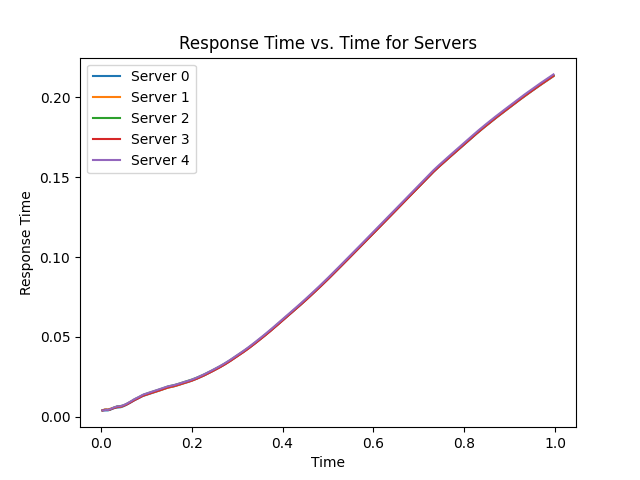 Response Time vs. Time for Servers
Server 0
Server 1
Server 2
Server 3
Server 4
Response Time
0.20
0.15
0.10
0.05
0.00
0.0 0.2 0.4 0.6 0.8 1.0
Time